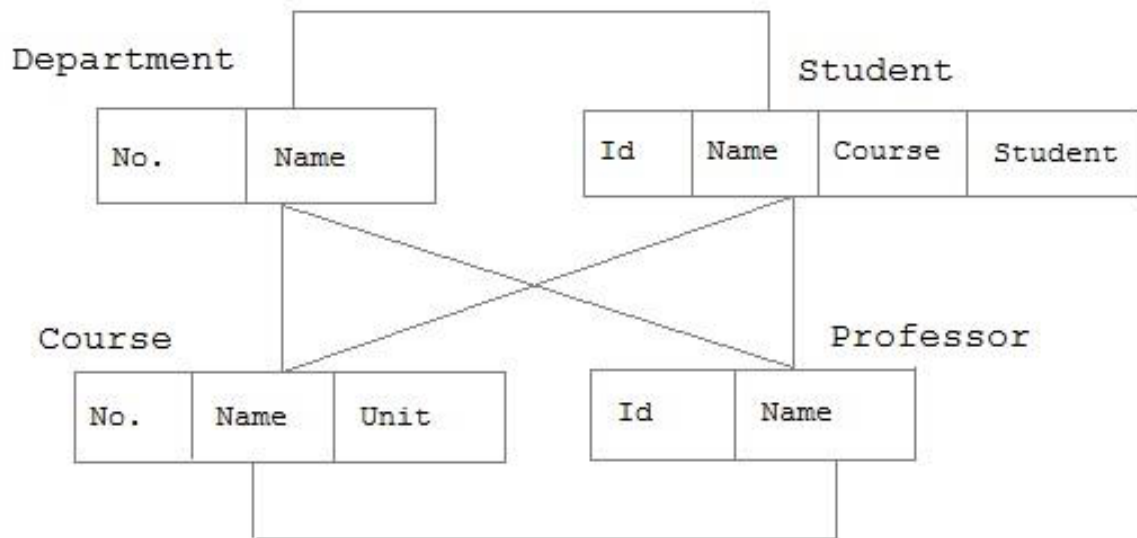 Department
Student
No. Name
Id Name Course Student
Course
Professor
No. Name Unit
Id Name